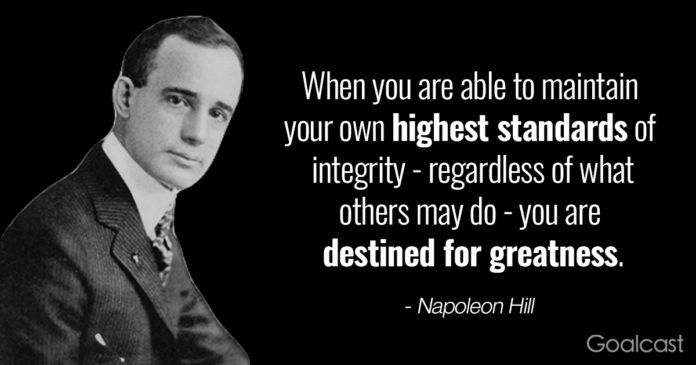 When you are able to maintain
your own highest standards of
integrity - regardless of what
others may do - you are
destined for greatness.
- Napoleon Hill
Goalcast